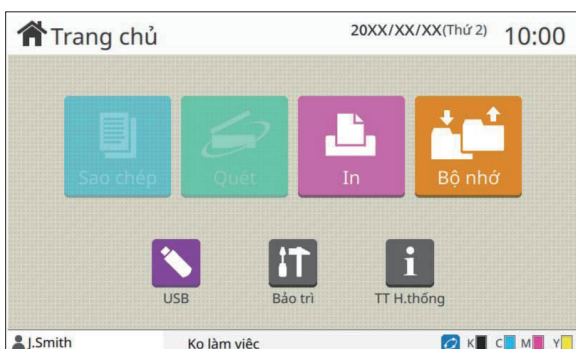 Trang chủ 20XX/XX/XX(Thứ 2) 10:00
Sao chép Quét In Bộ nhớ
USB Bảo trì TT H.thống
J.Smith Ko làm việc K C M Y